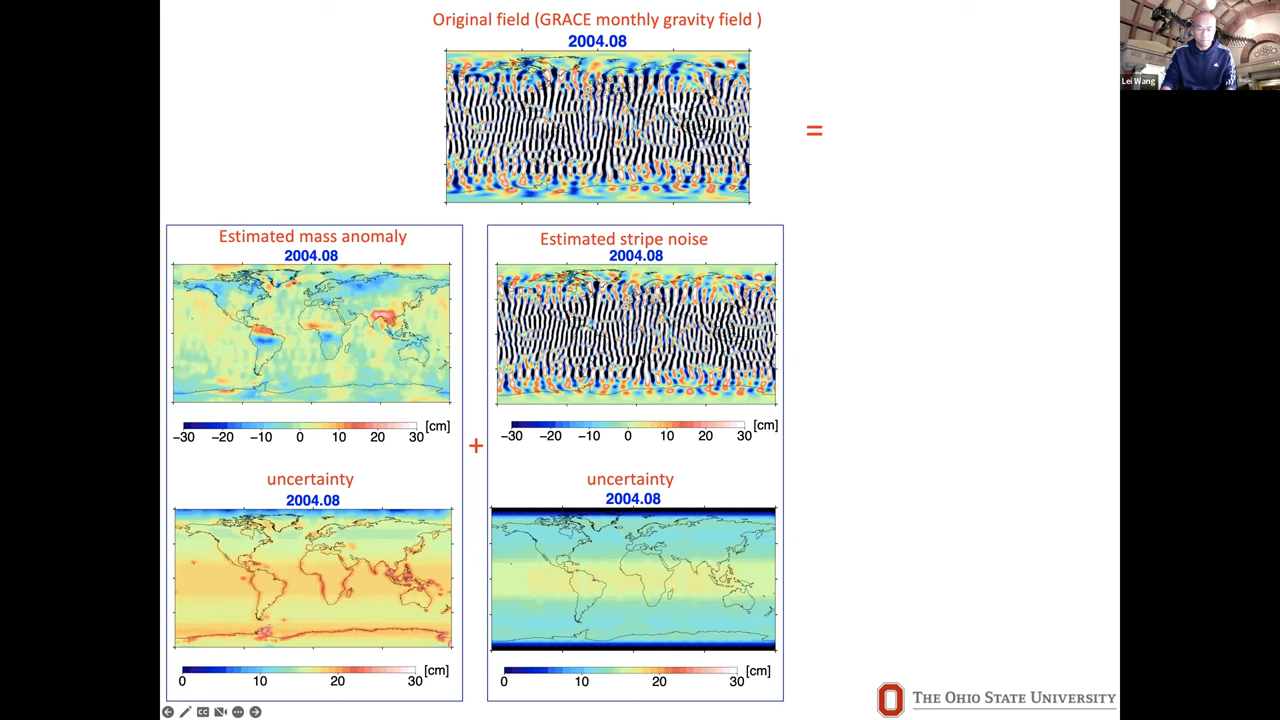 Original field (GRACE monthly gravity field )
2004.08
Lei Wang
=
Estimated mass anomaly
2004.08
−30 −20 −10 0 10 20 30 [cm]
+
Estimated stripe noise
2004.08
−30 −20 −10 0 10 20 30 [cm]
uncertainty
2004.08
0 10 20 30 [cm]
uncertainty
2004.08
0 10 20 30 [cm]
CC
THE OHIO STATE UNIVERSITY